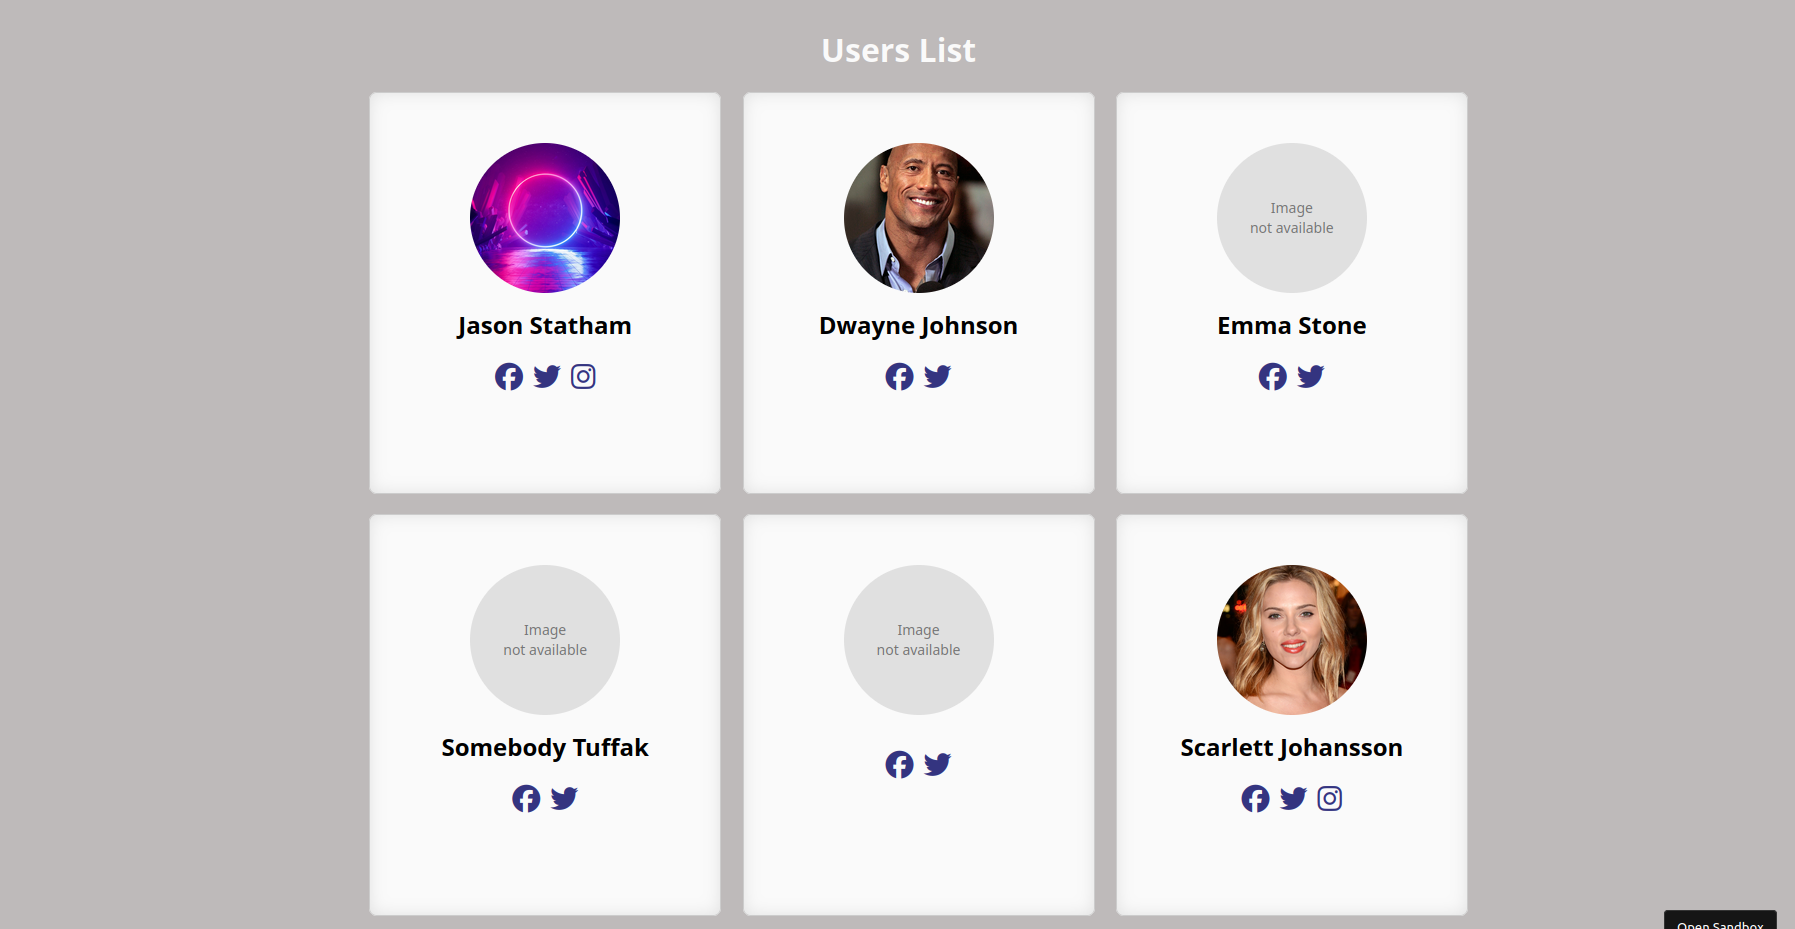 Users List
Jason Statham
Dwayne Johnson
Image
not available
Emma Stone
Image
not available
Somebody Tuffak
Image
not available
Scarlett Johansson
Open Sandbox